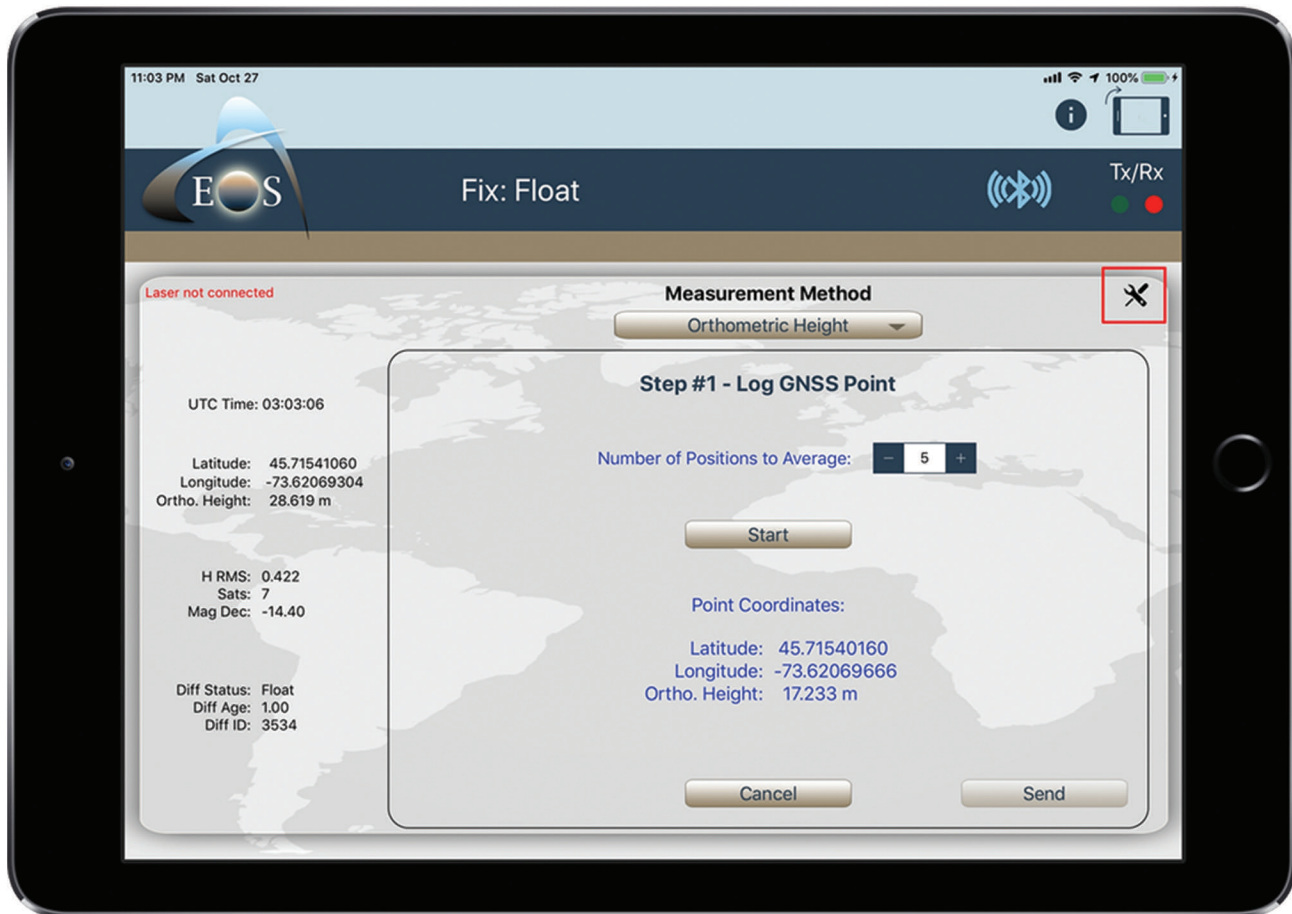 11:03 PM Sat Oct 27
100%
EOS
Fix: Float
Tx/Rx
Laser not connected
Measurement Method
Orthometric Height
UTC Time: 03:03:06
Latitude: 45.71541060
Longitude: -73.62069304
Ortho. Height: 28.619 m
H RMS: 0.422
Sats: 7
Mag Dec: -14.40
Diff Status: Float
Diff Age: 1.00
Diff ID: 3534
Step #1 - Log GNSS Point
Number of Positions to Average: - 5 +
Start
Point Coordinates:
Latitude: 45.71540160
Longitude: -73.62069666
Ortho. Height: 17.233 m
Cancel
Send